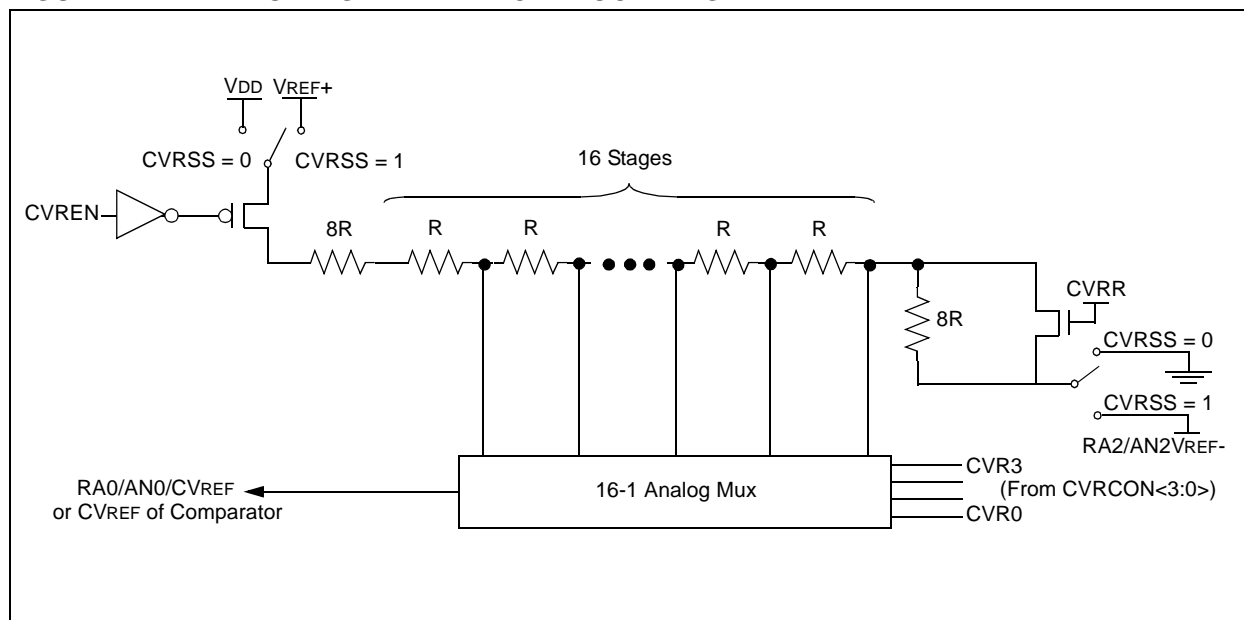 VDD VREF+
CVRSS = 0 CVRSS = 1
16 Stages
CVREN
8R R R R R
CVRR
8R
CVRSS = 0
CVRSS = 1
RA2/AN2VREF-
RA0/AN0/CVREF
or CVREF of Comparator
16-1 Analog Mux
CVR3
(From CVRCON<3:0>)
CVR0